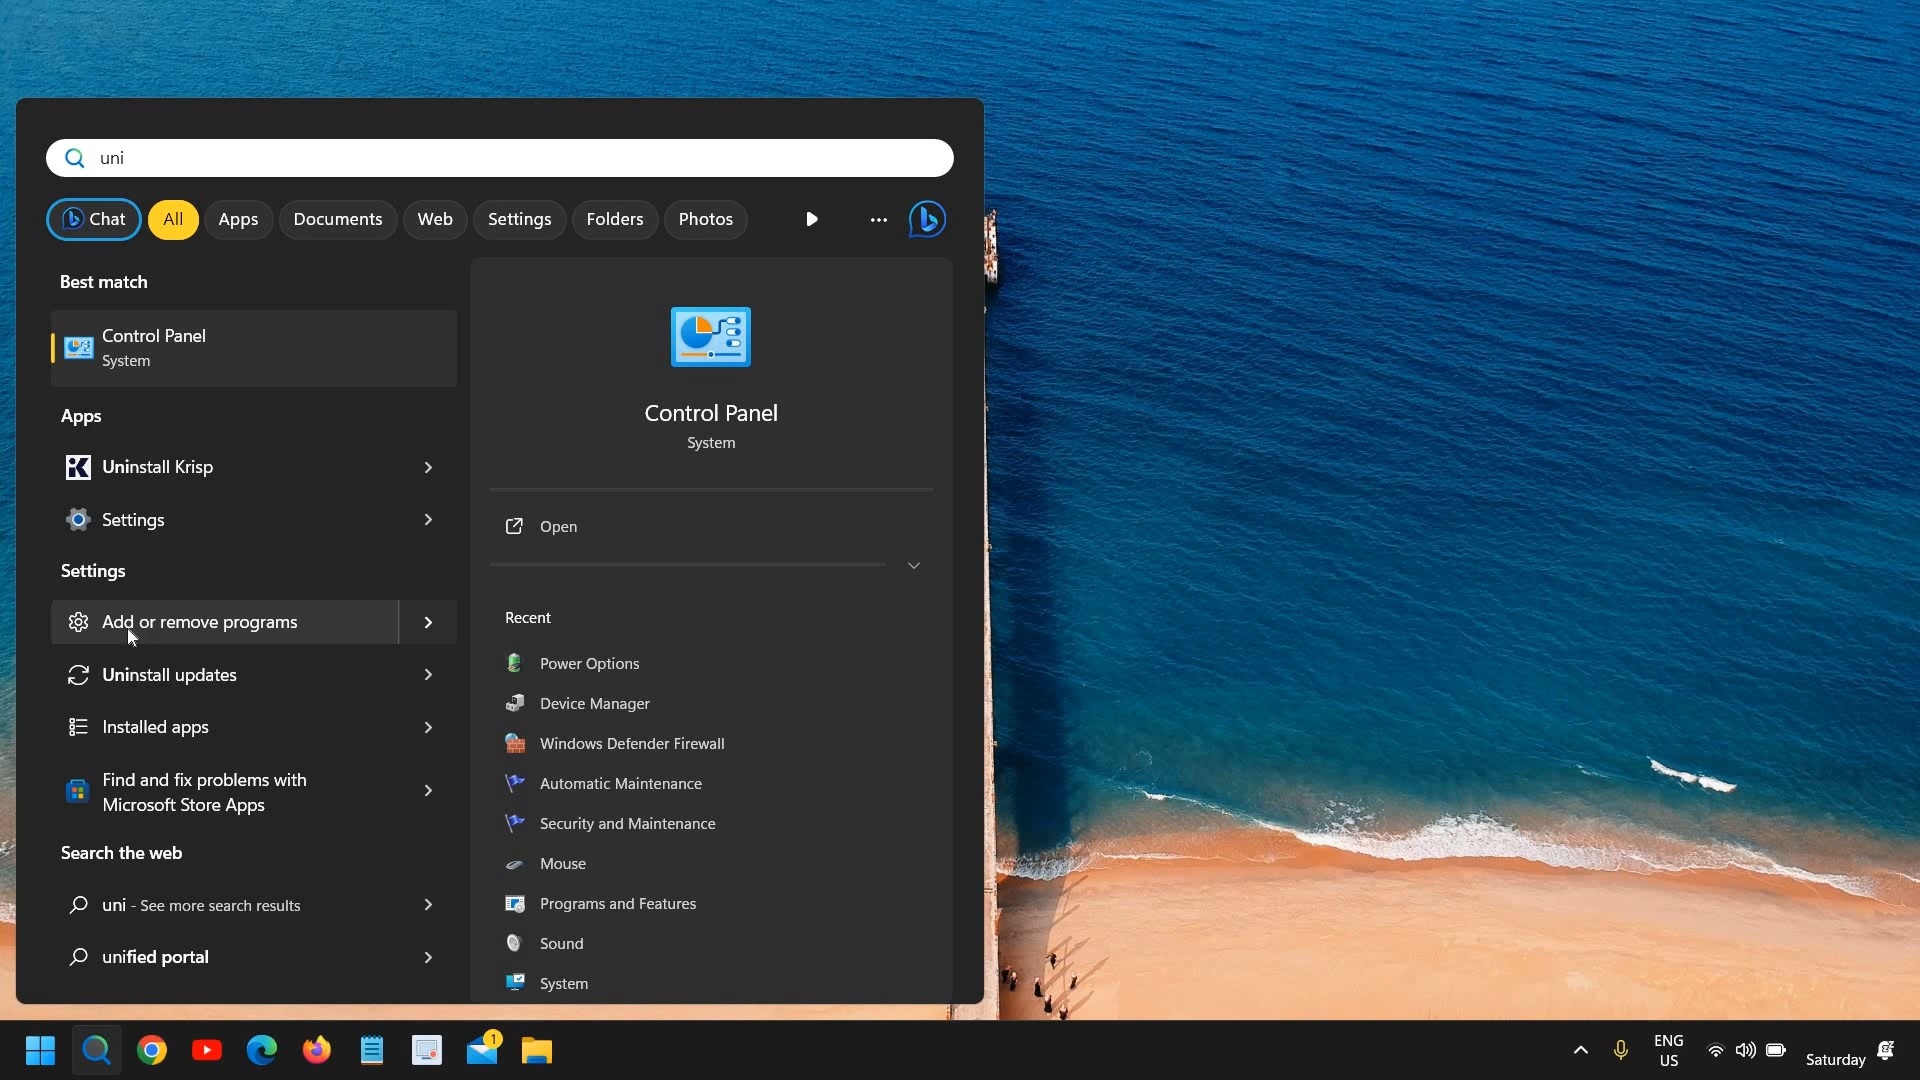 uni
Chat All Apps Documents Web Settings Folders Photos
Best match
Control Panel
System
Apps
Uninstall Krisp
Settings
Settings
Add or remove programs
Uninstall updates
Installed apps
Find and fix problems with
Microsoft Store Apps
Search the web
uni - See more search results
unified portal
Control Panel
System
Open
Recent
Power Options
Device Manager
Windows Defender Firewall
Automatic Maintenance
Security and Maintenance
Mouse
Programs and Features
Sound
System
1
ENG
US
Saturday